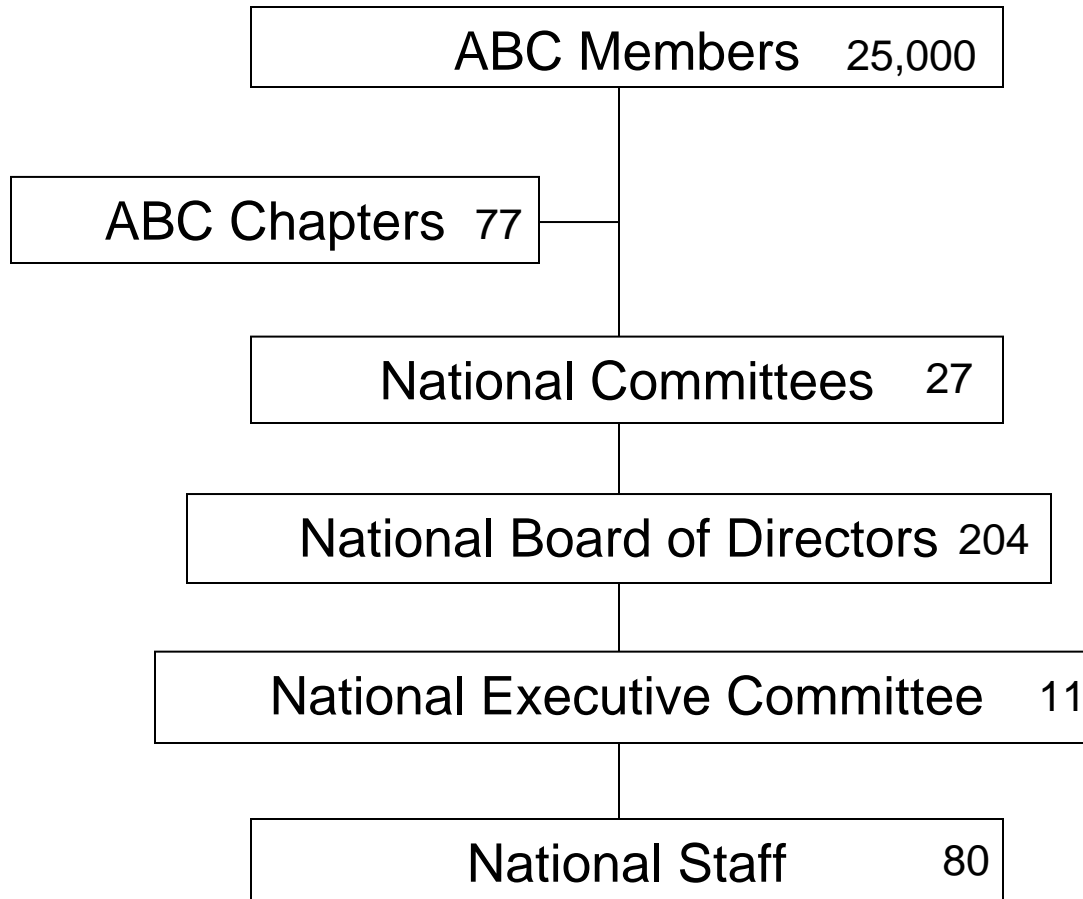 ABC Members 25,000
ABC Chapters 77
National Committees 27
National Board of Directors 204
National Executive Committee 11
National Staff 80